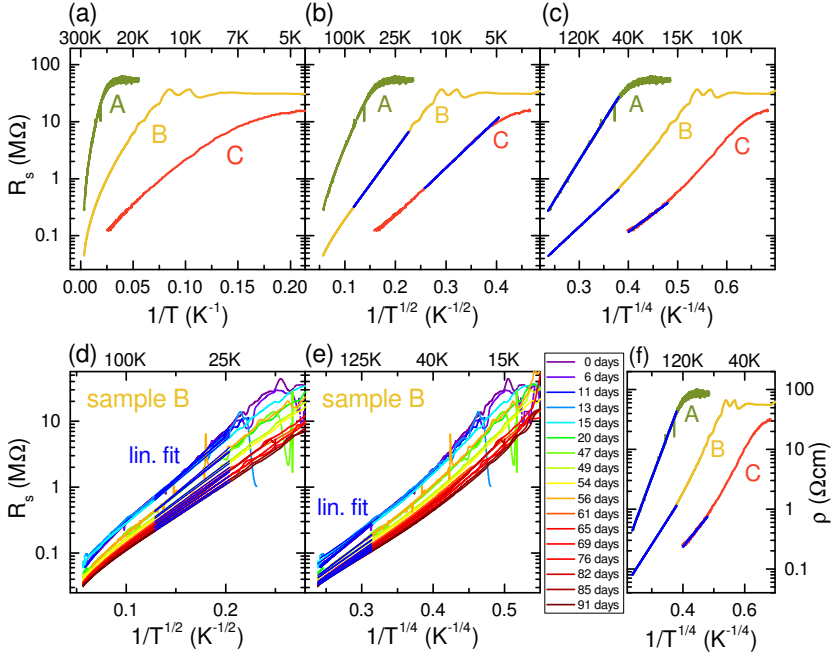 (a) (b) (c)
300K 20K 10K 7K 5K 100K 25K 5K 120K 40K 15K 10K
100
10
1
0.1
R_s (MΩ)
A
B
C
A
B
C
A
B
C
0.00 0.05 0.10 0.15 0.20 0.1 0.2 0.3 0.4 0.3 0.4 0.5 0.6
1/T (K^-1) 1/T^1/2 (K^-1/2) 1/T^1/4 (K^-1/4)
(d) (e) (f)
100K 25K 125K 40K 15K 120K 40K
sample B
lin. fit
sample B
lin. fit
10
1
0.1
R_s (MΩ)
0 days
6 days
11 days
13 days
15 days
20 days
47 days
49 days
54 days
56 days
61 days
65 days
69 days
76 days
82 days
85 days
91 days
A
B
C
100
10
1
0.1
ρ (Ωcm)
0.1 0.2 0.3 0.4 0.5 0.4 0.6
1/T^1/2 (K^-1/2) 1/T^1/4 (K^-1/4) 1/T^1/4 (K^-1/4)